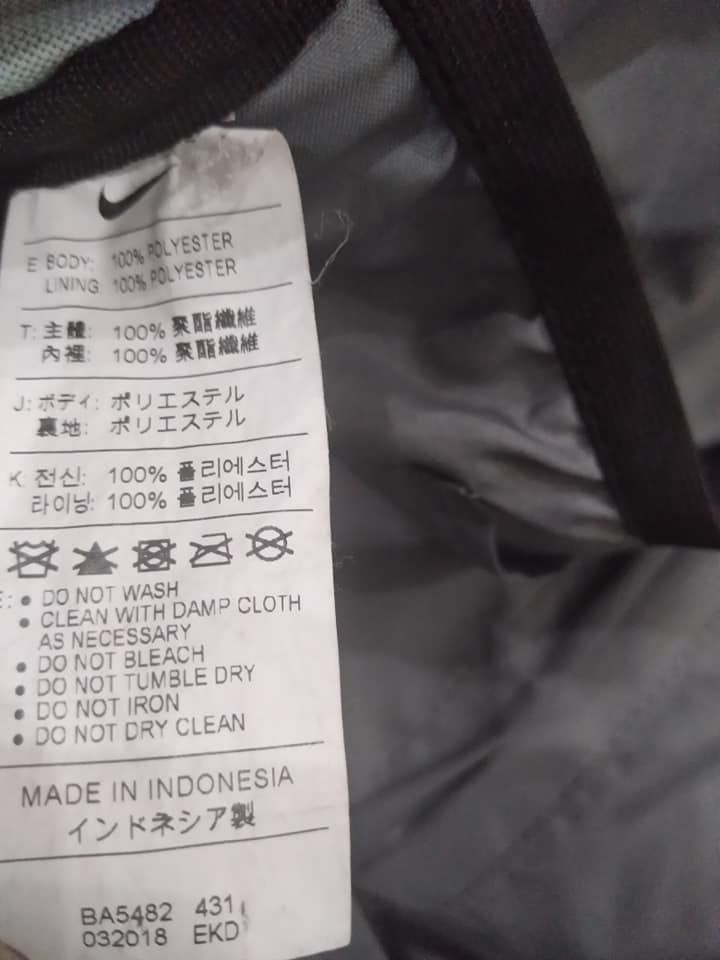 E BODY: 100% POLYESTER
LINING 100% POLYESTER
T: 主體: 100% 聚酯纖維
內裡: 100% 聚酯纖維
J: ボディ: ポリエステル
裏地: ポリエステル
K 전신: 100% 폴리에스터
라이닝: 100% 폴리에스터
E: • DO NOT WASH
• CLEAN WITH DAMP CLOTH
AS NECESSARY
• DO NOT BLEACH
• DO NOT TUMBLE DRY
• DO NOT IRON
• DO NOT DRY CLEAN
MADE IN INDONESIA
インドネシア製
BA5482 431
032018 EKD